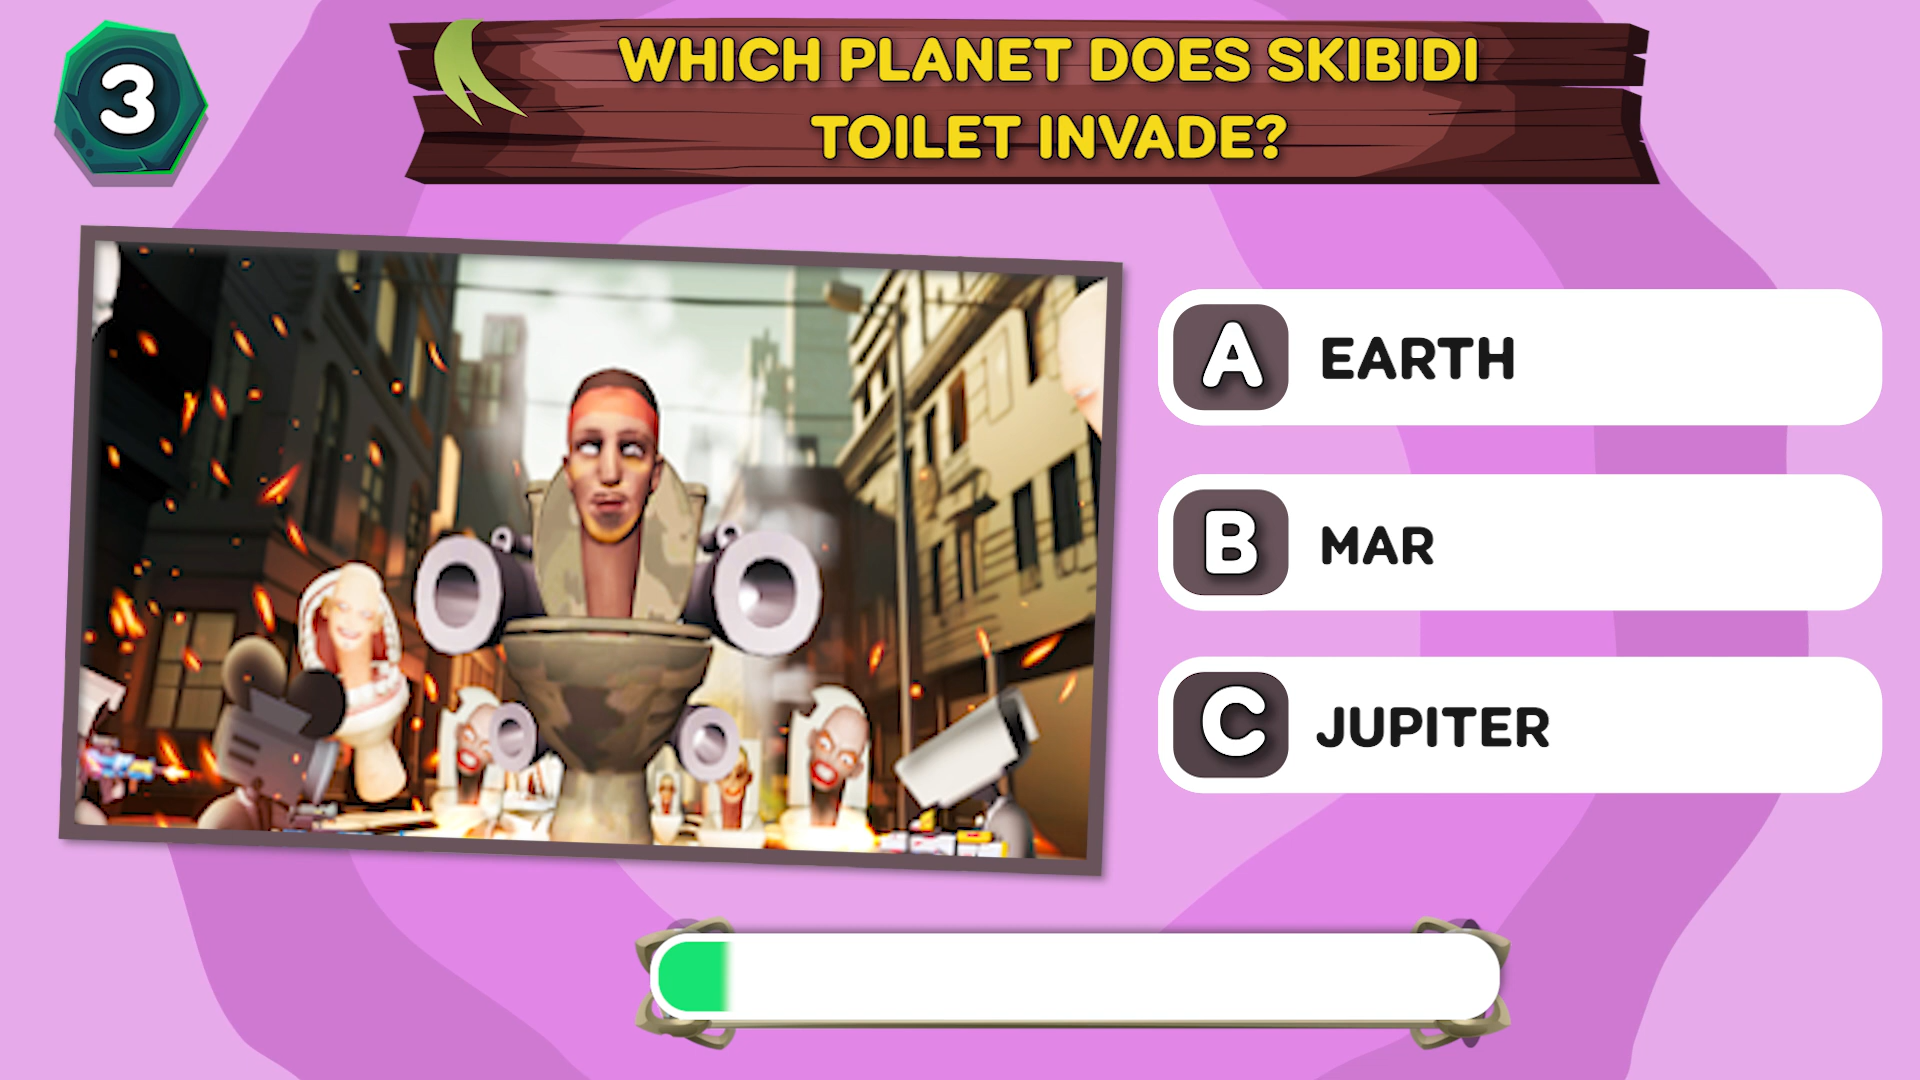 3
WHICH PLANET DOES SKIBIDI
TOILET INVADE?
A EARTH
B MAR
C JUPITER